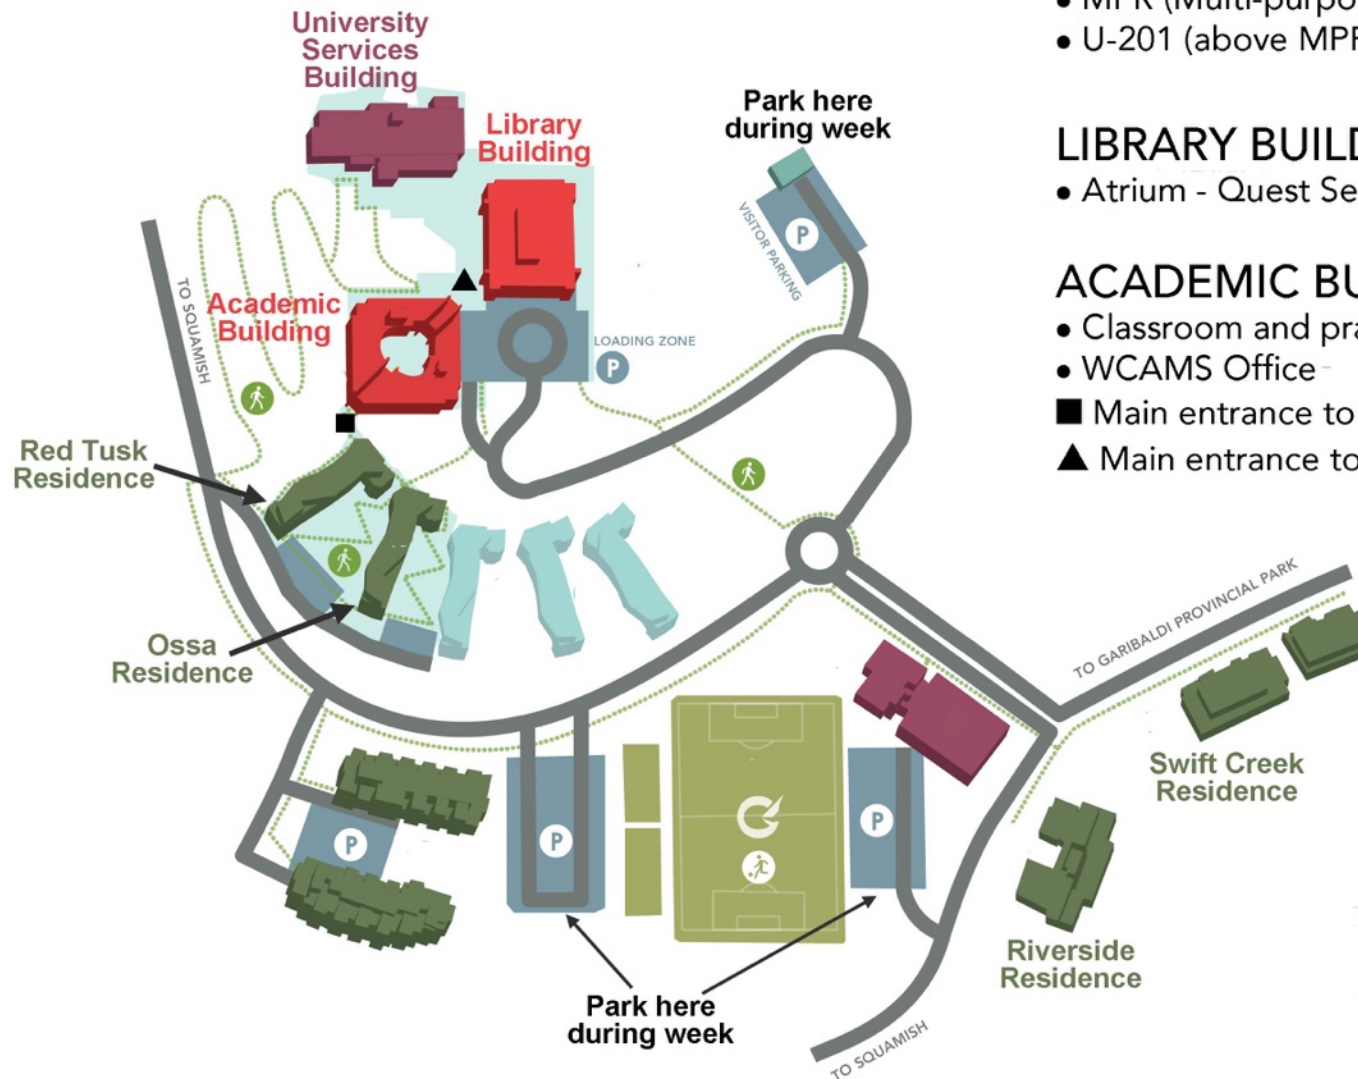 University
Services
Building
Library
Building
Park here
during week
VISITOR PARKING
P
TO SQUAMISH
Academic
Building
L
LOADING ZONE
P
Red Tusk
Residence
Ossa
Residence
TO GARIBALDI PROVINCIAL PARK
Swift Creek
Residence
P
P
P
Riverside
Residence
Park here
during week
TO SQUAMISH
• U-201 (above MPR
LIBRARY BUILD
• Atrium - Quest Se
ACADEMIC BU
• Classroom and pra
• WCAMS Office
■ Main entrance to
▲ Main entrance to